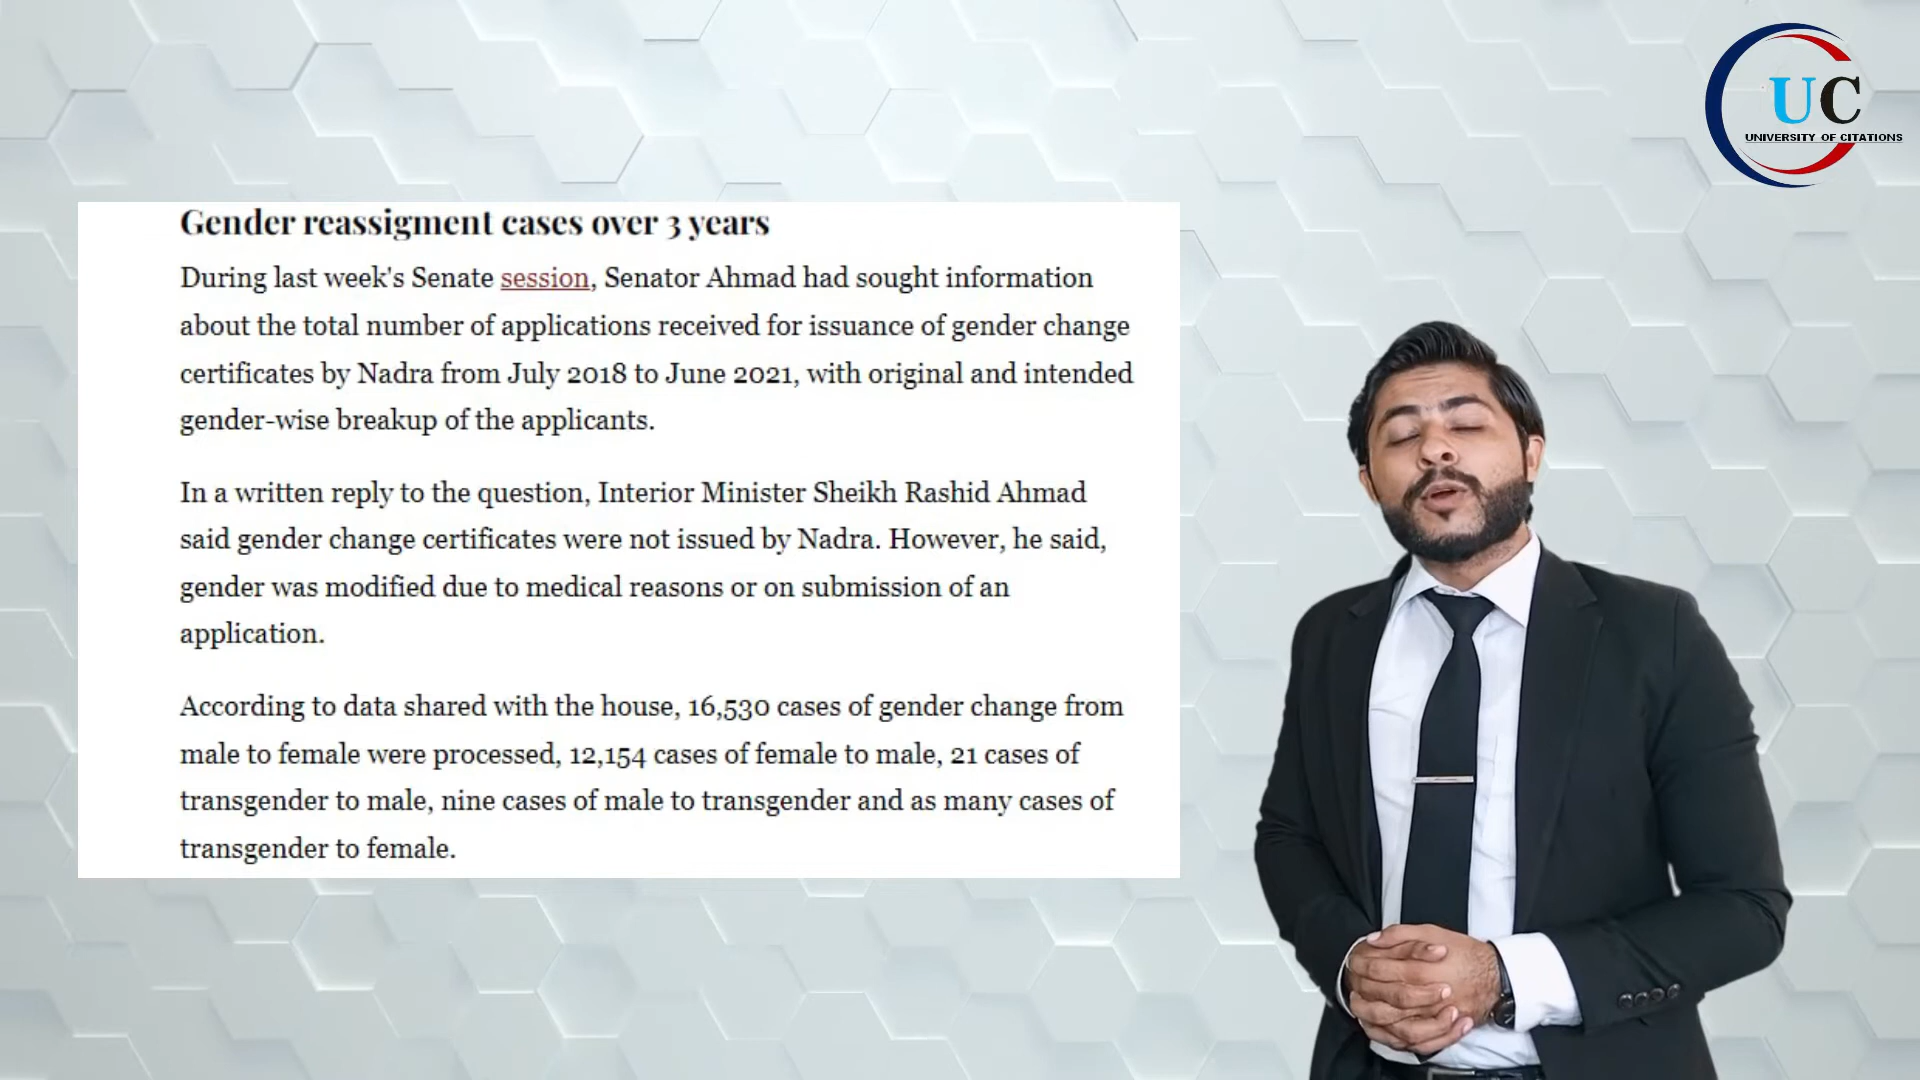 UC
UNIVERSITY OF CITATIONS
Gender reassigment cases over 3 years
During last week's Senate session, Senator Ahmad had sought information
about the total number of applications received for issuance of gender change
certificates by Nadra from July 2018 to June 2021, with original and intended
gender-wise breakup of the applicants.
In a written reply to the question, Interior Minister Sheikh Rashid Ahmad
said gender change certificates were not issued by Nadra. However, he said,
gender was modified due to medical reasons or on submission of an
application.
According to data shared with the house, 16,530 cases of gender change from
male to female were processed, 12,154 cases of female to male, 21 cases of
transgender to male, nine cases of male to transgender and as many cases of
transgender to female.